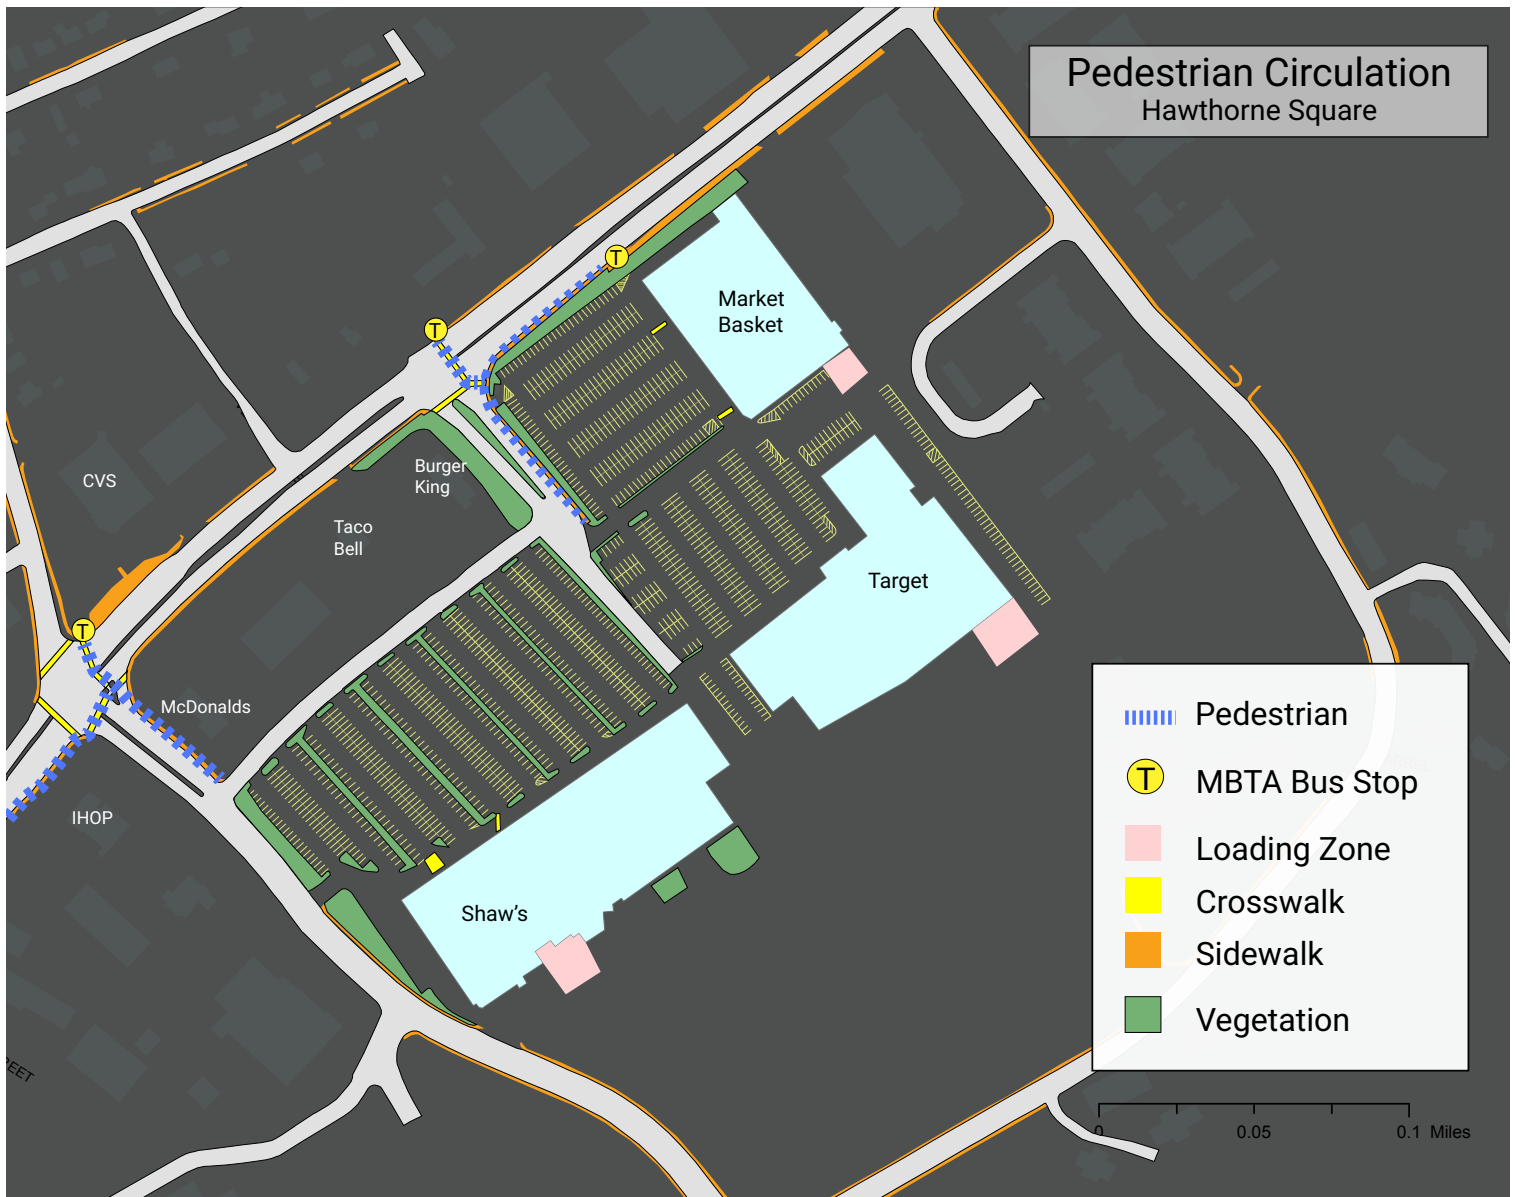 Pedestrian Circulation
Hawthorne Square
T
T
Market
Basket
CVS
Burger
King
Taco
Bell
Target
T
McDonalds
IHOP
Shaw's
Pedestrian
T
MBTA Bus Stop
Loading Zone
Crosswalk
Sidewalk
Vegetation
REET
0
0.05
0.1 Miles